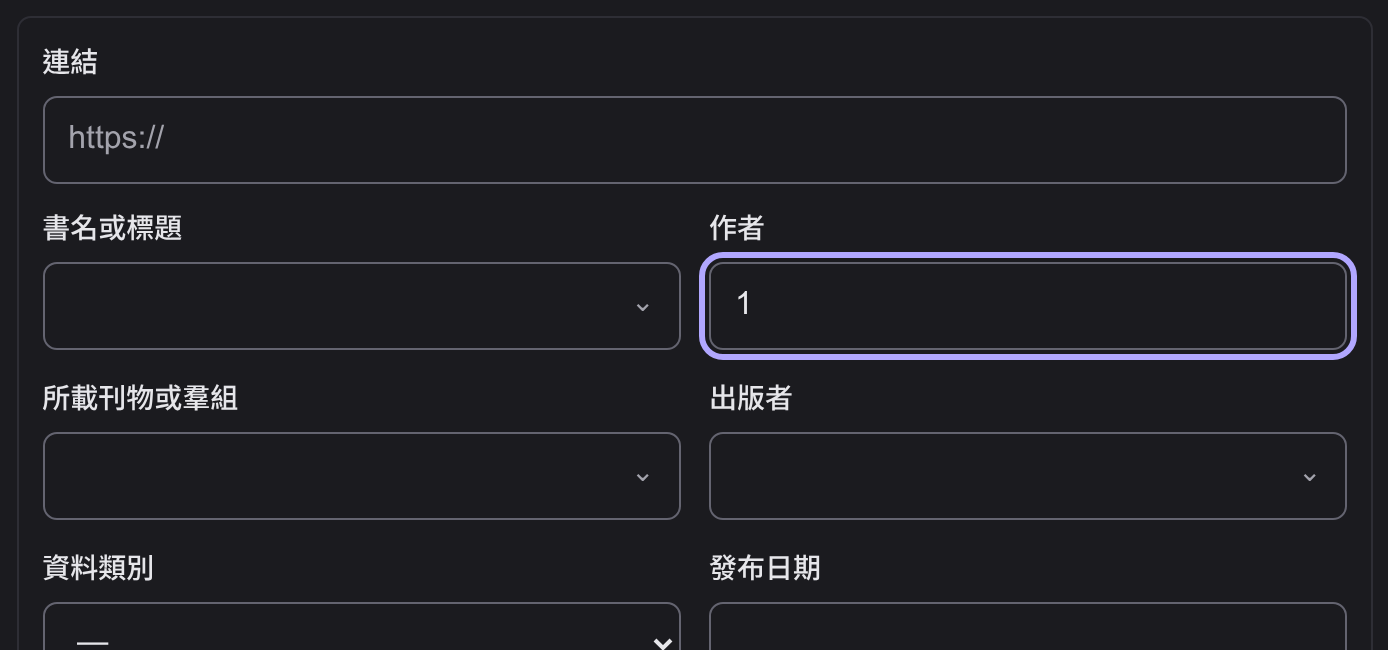 連結
https://
書名或標題
作者
1
所載刊物或羣組
出版者
資料類別
發布日期
—